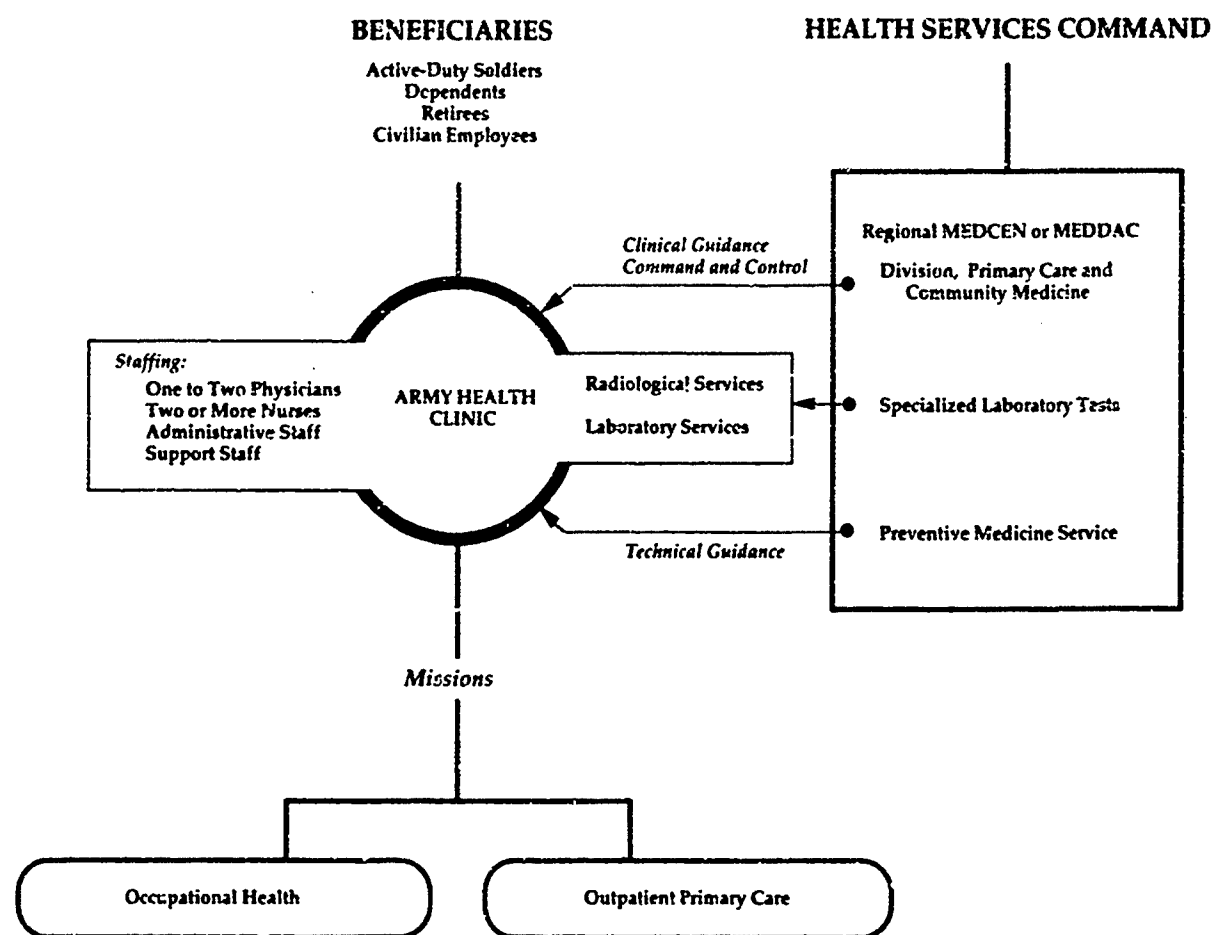 BENEFICIARIES
Active-Duty Soldiers
Dependents
Retirees
Civilian Employees
HEALTH SERVICES COMMAND
Regional MEDCEN or MEDDAC
Division, Primary Care and
Community Medicine
Specialized Laboratory Tests
Preventive Medicine Service
Clinical Guidance
Command and Control
Technical Guidance
Staffing:
One to Two Physicians
Two or More Nurses
Administrative Staff
Support Staff
ARMY HEALTH
CLINIC
Radiological Services
Laboratory Services
Missions
Occupational Health
Outpatient Primary Care